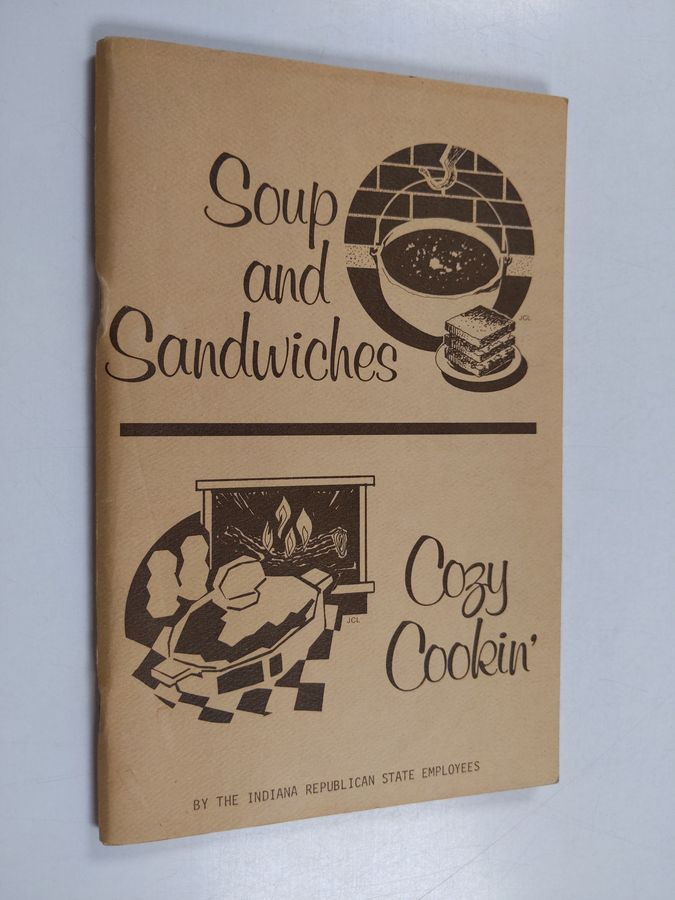 Soup
and
Sandwiches
JCL
JCL
Cozy
Cookin'
BY THE INDIANA REPUBLICAN STATE EMPLOYEES